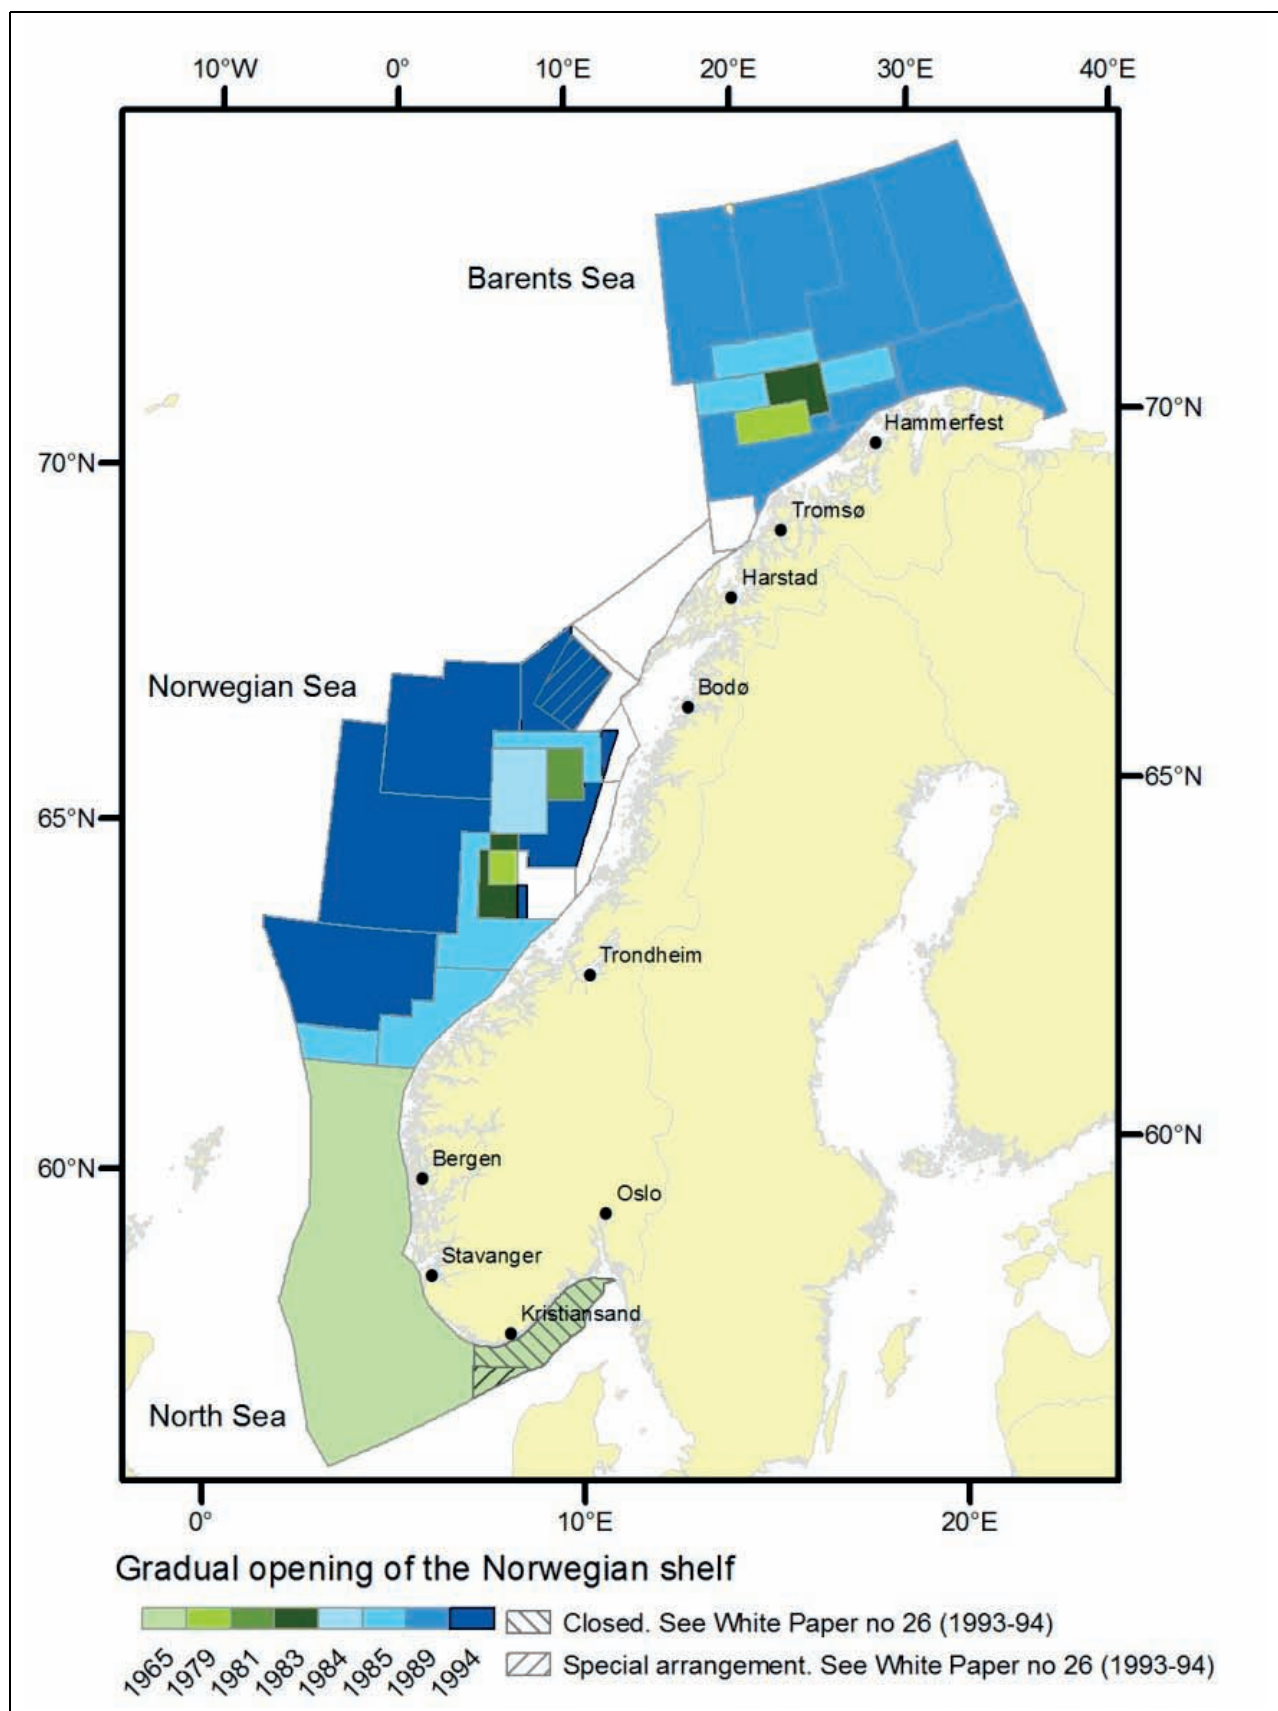 10°W 0° 10°E 20°E 30°E 40°E
Barents Sea
70°N
Hammerfest
70°N
Tromsø
Harstad
Norwegian Sea
Bodø
65°N
65°N
Trondheim
60°N
Bergen
60°N
Oslo
Stavanger
Kristiansand
North Sea
0° 10°E 20°E
Gradual opening of the Norwegian shelf
Closed. See White Paper no 26 (1993-94)
1965 1979 1981 1983 1984 1985 1989 1994
Special arrangement. See White Paper no 26 (1993-94)